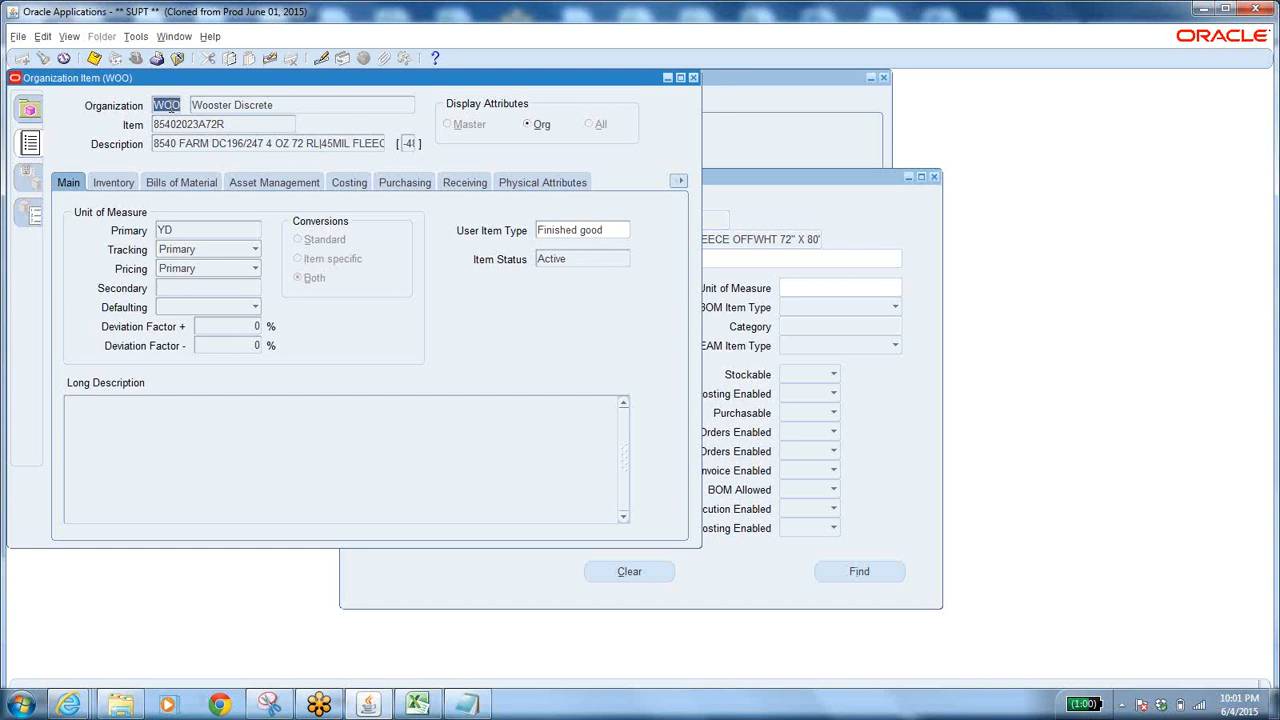 Oracle Applications - ** SUPT ** (Cloned from Prod June 01, 2015)
File Edit View Folder Tools Window Help
ORACLE
Organization Item (WOO)
Organization WOO Wooster Discrete
Item 85402023A72R
Description 8540 FARM DC196/247 4 OZ 72 RL|45MIL FLEEC [ -48 ]
Display Attributes
Master Org All
Main Inventory Bills of Material Asset Management Costing Purchasing Receiving Physical Attributes
Unit of Measure
Primary YD
Tracking Primary
Pricing Primary
Secondary
Defaulting
Deviation Factor + 0 %
Deviation Factor - 0 %
Conversions
Standard
Item specific
Both
User Item Type Finished good
Item Status Active
Long Description
EECE OFFWHT 72" X 80'
Unit of Measure
BOM Item Type
Category
EAM Item Type
Stockable
osting Enabled
Purchasable
Orders Enabled
Orders Enabled
nvoice Enabled
BOM Allowed
cution Enabled
osting Enabled
Clear Find
(1:00)
10:01 PM
6/4/2015